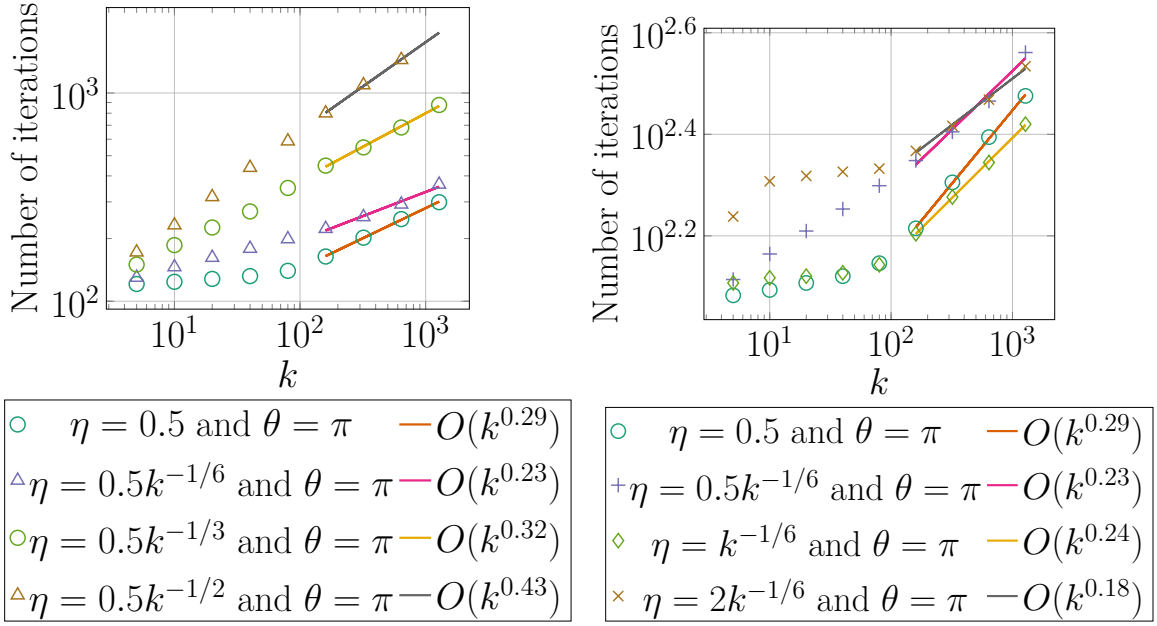 Number of iterations
10^3
10^2
10^1
10^2
10^3
k
η = 0.5 and θ = π
O(k^{0.29})
η = 0.5k^{-1/6} and θ = π
O(k^{0.23})
η = 0.5k^{-1/3} and θ = π
O(k^{0.32})
η = 0.5k^{-1/2} and θ = π
O(k^{0.43})
Number of iterations
10^{2.6}
10^{2.4}
10^{2.2}
10^1
10^2
10^3
k
η = 0.5 and θ = π
O(k^{0.29})
η = 0.5k^{-1/6} and θ = π
O(k^{0.23})
η = k^{-1/6} and θ = π
O(k^{0.24})
η = 2k^{-1/6} and θ = π
O(k^{0.18})